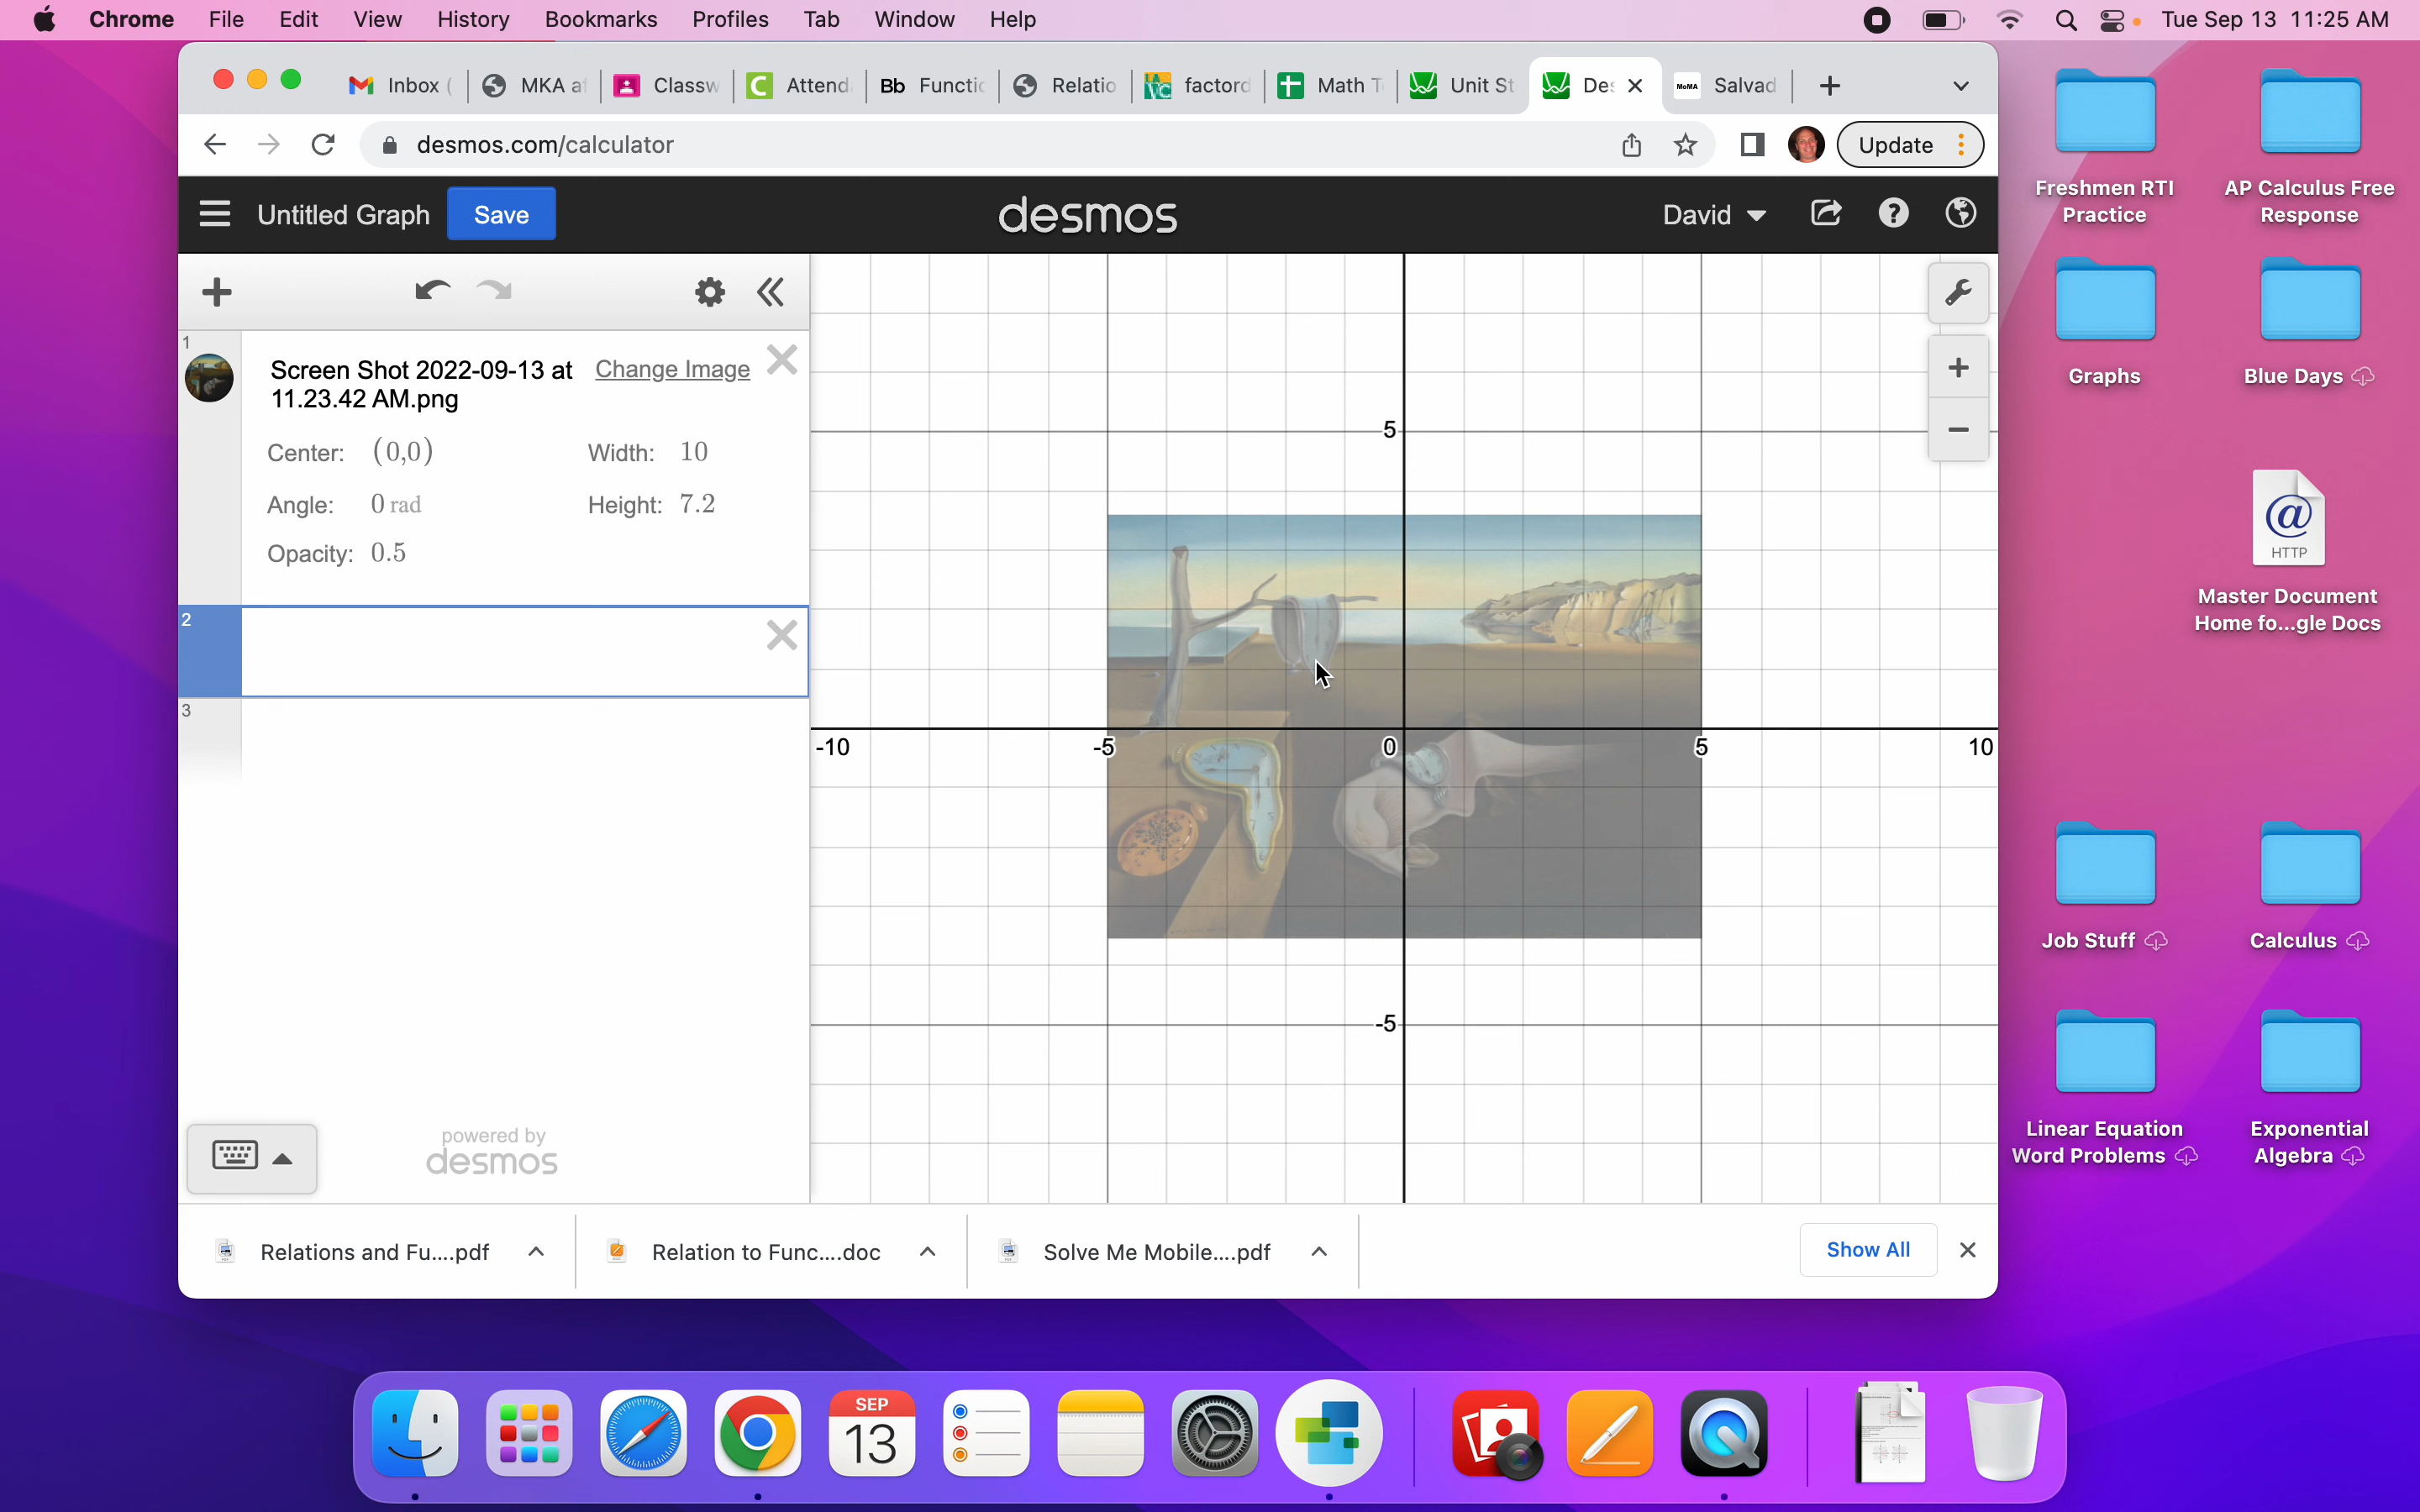 Chrome File Edit View History Bookmarks Profiles Tab Window Help Tue Sep 13 11:25 AM
Inbox ( MKA at Classw C Attend Bb Functio Relatio factord Math T Unit St Des MoMA Salvad
desmos.com/calculator Update
Untitled Graph Save desmos David ?
1
Screen Shot 2022-09-13 at Change Image
11.23.42 AM.png
Center: (0,0) Width: 10
Angle: 0 rad Height: 7.2
Opacity: 0.5
2
3
5
-10 -5 0 5 10
-5
powered by
desmos
Relations and Fu....pdf Relation to Func....doc Solve Me Mobile....pdf Show All
Freshmen RTI
Practice
AP Calculus Free
Response
Graphs
Blue Days
@
HTTP
Master Document
Home fo...gle Docs
Job Stuff
Calculus
Linear Equation
Word Problems
Exponential
Algebra
SEP
13